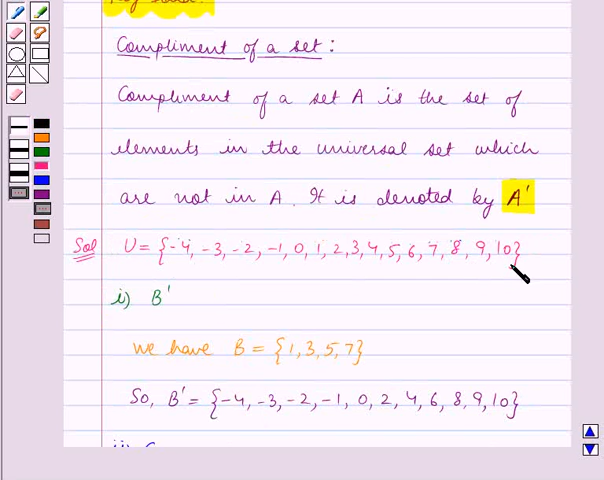 Key idea:
Compliment of a set :
Compliment of a set A is the set of
elements in the universal set which
are not in A. It is denoted by A'
Sol U = {-4, -3, -2, -1, 0, 1, 2, 3, 4, 5, 6, 7, 8, 9, 10}
i) B'
we have B = {1, 3, 5, 7}
So, B' = {-4, -3, -2, -1, 0, 2, 4, 6, 8, 9, 10}
ii)